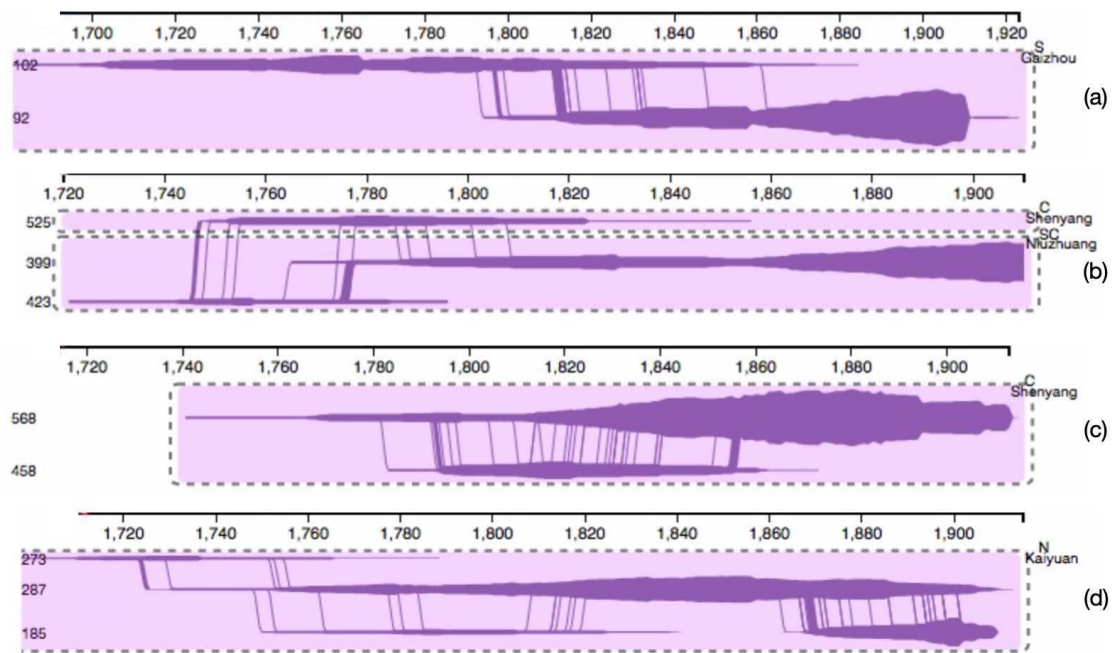 1,700 1,720 1,740 1,760 1,780 1,800 1,820 1,840 1,860 1,880 1,900 1,920
S
102 Gaizhou
(a)
92
1,720 1,740 1,760 1,780 1,800 1,820 1,840 1,860 1,880 1,900
C
525 Shenyang
SC
Niuzhuang
399
(b)
423
1,720 1,740 1,760 1,780 1,800 1,820 1,840 1,860 1,880 1,900
C
Shenyang
568
(c)
458
1,720 1,740 1,760 1,780 1,800 1,820 1,840 1,860 1,880 1,900
N
273 Kaiyuan
287
(d)
185